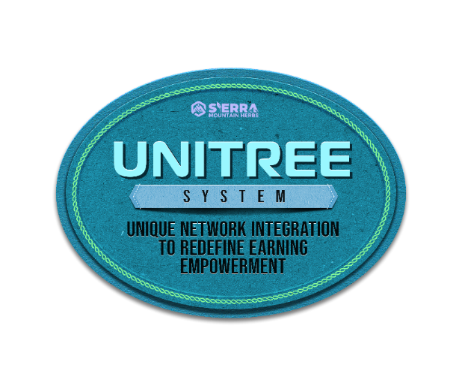 SIERRA
MOUNTAIN HERBS
UNITREE
SYSTEM
UNIQUE NETWORK INTEGRATION
TO REDEFINE EARNING
EMPOWERMENT